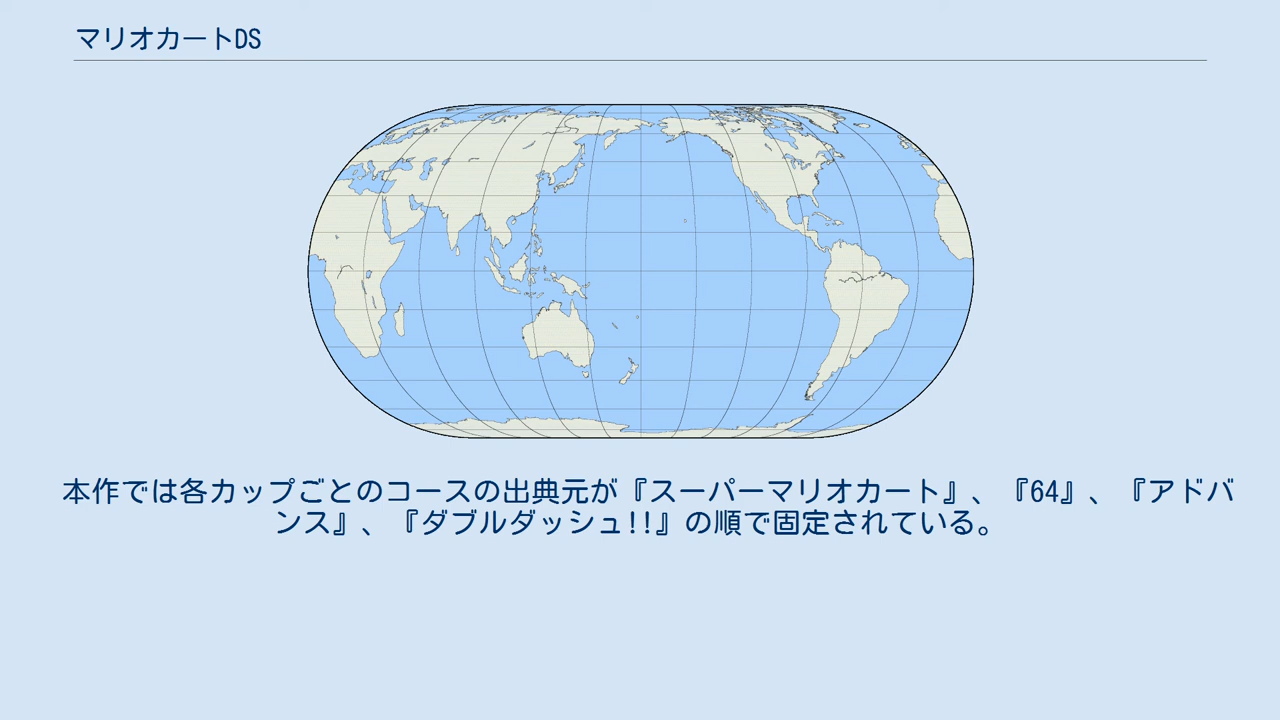 マリオカートDS
本作では各カップごとのコースの出典元が『スーパーマリオカート』、『64』、『アドバ
ンス』、『ダブルダッシュ!!』の順で固定されている。